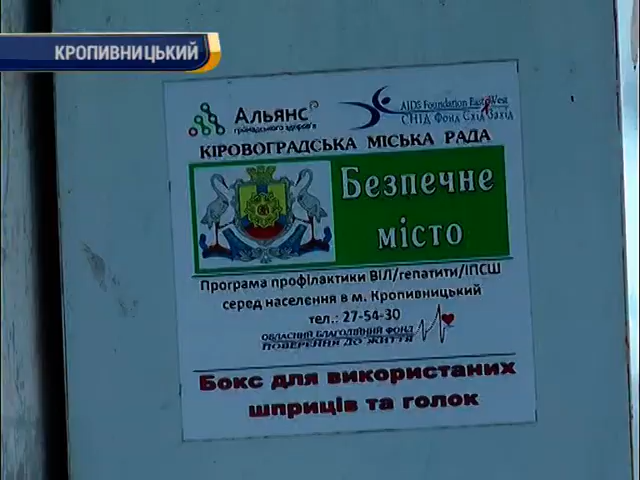 КРОПИВНИЦЬКИЙ
Альянс
громадського здоров'я
AIDS Foundation East West
СНІД Фонд Схід Захід
КІРОВОГРАДСЬКА МІСЬКА РАДА
Безпечне
місто
Програма профілактики ВІЛ/гепатити/ІПСШ
серед населення в м. Кропивницький
тел.: 27-54-30
ОБЛАСНИЙ БЛАГОДІЙНИЙ ФОНД
ПОВЕРЕННЯ ДО ЖИТТЯ
Бокс для використаних
шприців та голок